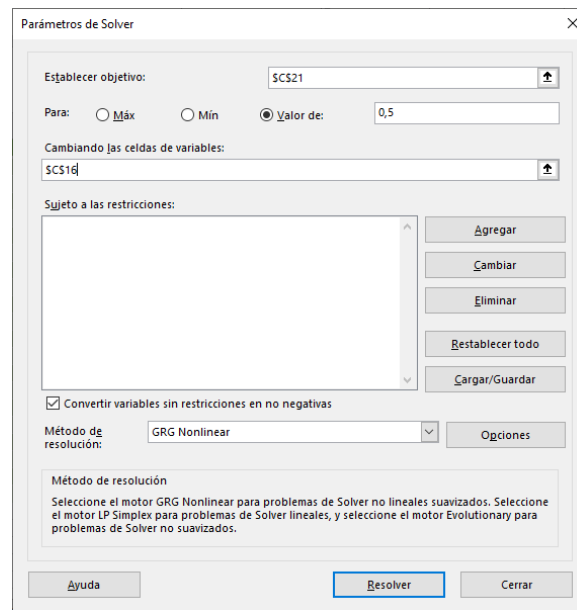 Parámetros de Solver
Establecer objetivo: $C$21
Para: Máx Mín Valor de: 0,5
Cambiando las celdas de variables:
$C$16
Sujeto a las restricciones:
Agregar
Cambiar
Eliminar
Restablecer todo
Cargar/Guardar
Convertir variables sin restricciones en no negativas
Método de
resolución:
GRG Nonlinear
Opciones
Método de resolución
Seleccione el motor GRG Nonlinear para problemas de Solver no lineales suavizados. Seleccione
el motor LP Simplex para problemas de Solver lineales, y seleccione el motor Evolutionary para
problemas de Solver no suavizados.
Ayuda Resolver Cerrar